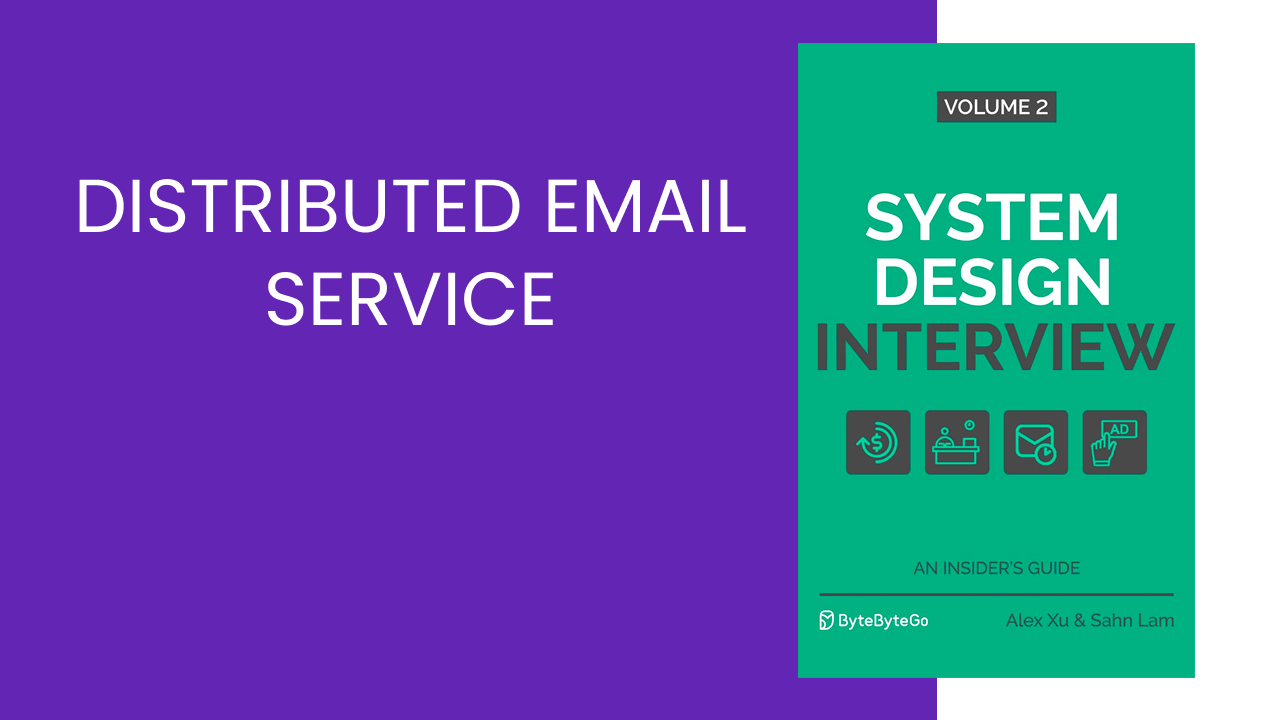 DISTRIBUTED EMAIL
SERVICE
VOLUME 2
SYSTEM
DESIGN
INTERVIEW
AD
AN INSIDER'S GUIDE
ByteByteGo
Alex Xu & Sahn Lam